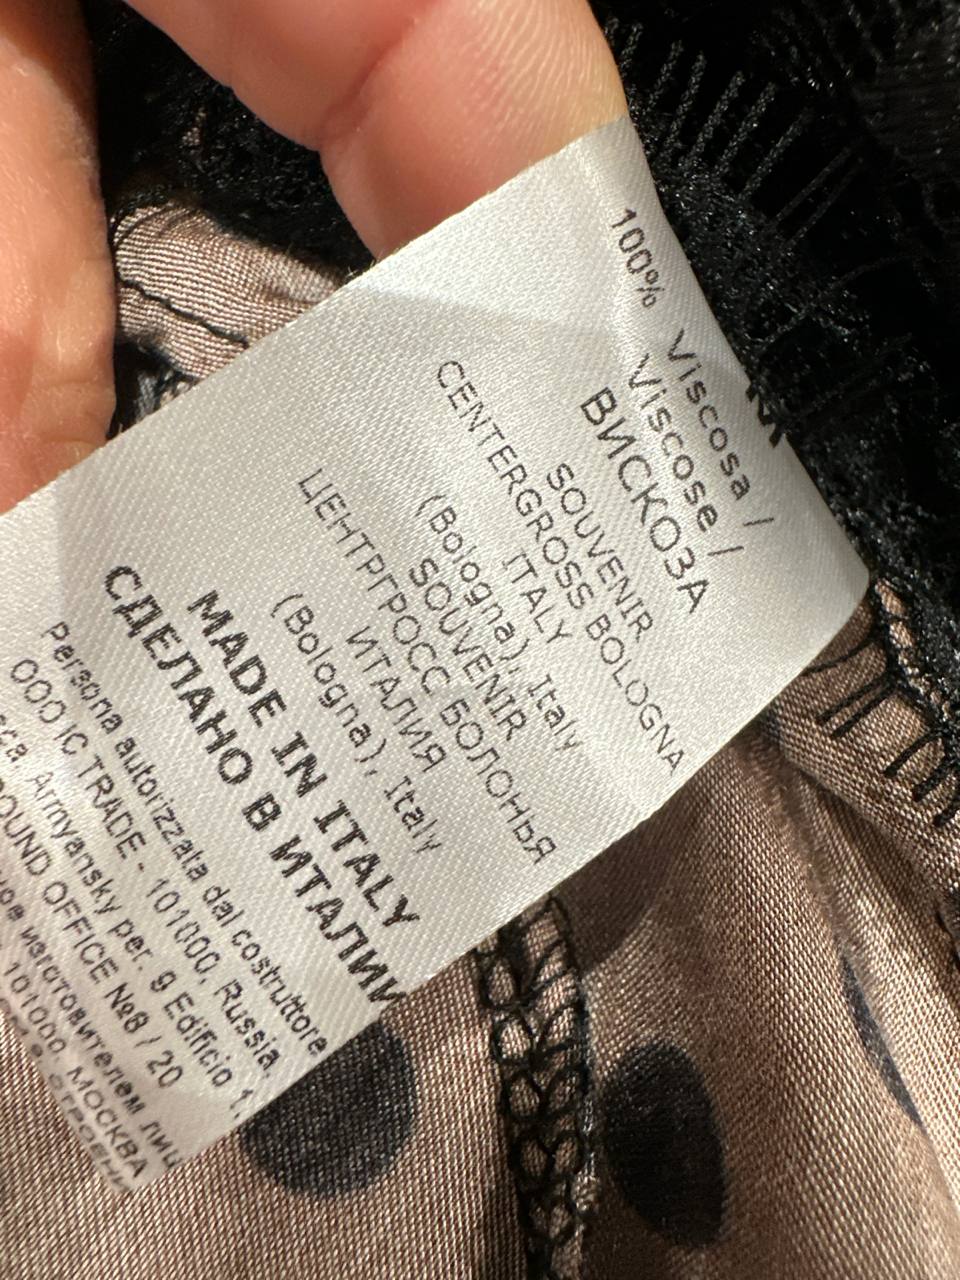 100% Viscosa /
Viscose /
ВИСКОЗА
SOUVENIR
CENTERGROSS BOLOGNA
ITALY
(Bologna), Italy
SOUVENIR
ЦЕНТРГРОСС БОЛОНЬЯ
ИТАЛИЯ
(Bologna), Italy
MADE IN ITALY
СДЕЛАНО В ИТАЛИИ
Persona autorizzata dal costruttore
OOO IC TRADE - 101000, Russia,
Armyansky per. 9 Edificio 1,
OFFICE №8 / 20
изготовителем
101000, МОСКВА